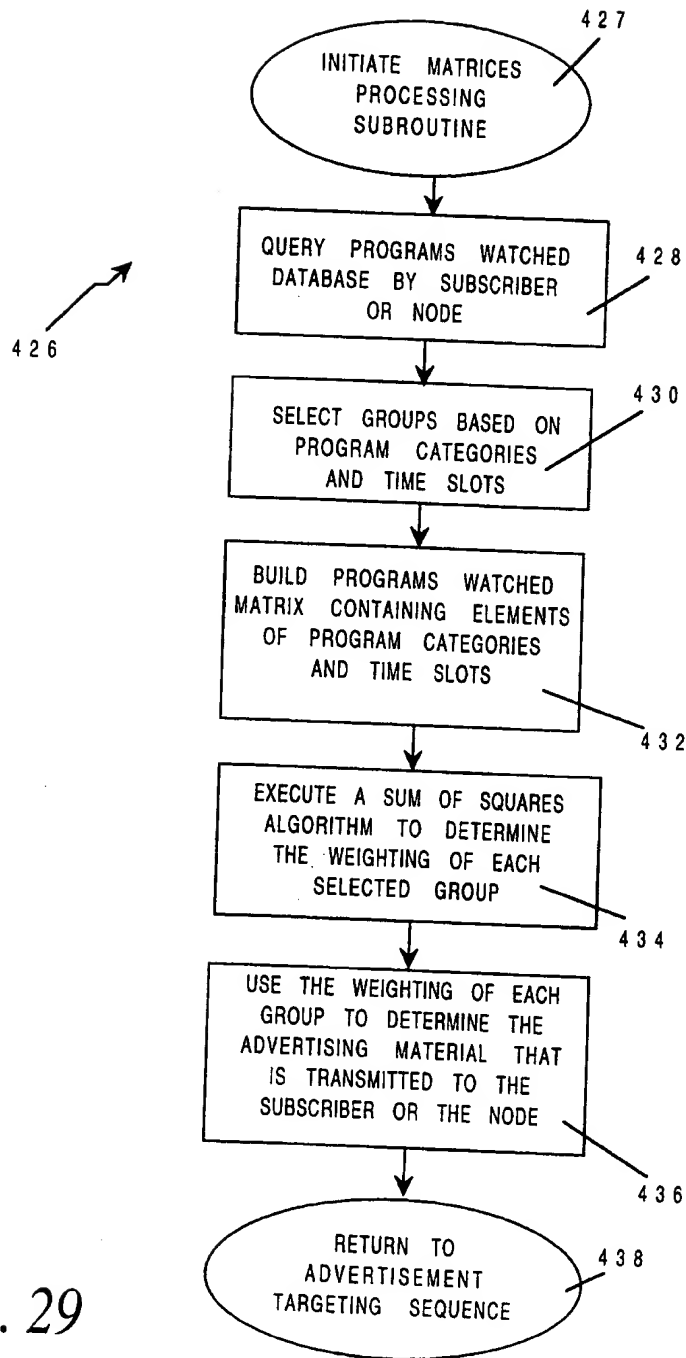 427
INITIATE MATRICES
PROCESSING
SUBROUTINE
QUERY PROGRAMS WATCHED
DATABASE BY SUBSCRIBER
OR NODE
428
426
SELECT GROUPS BASED ON
PROGRAM CATEGORIES
AND TIME SLOTS
430
BUILD PROGRAMS WATCHED
MATRIX CONTAINING ELEMENTS
OF PROGRAM CATEGORIES
AND TIME SLOTS
432
EXECUTE A SUM OF SQUARES
ALGORITHM TO DETERMINE
THE WEIGHTING OF EACH
SELECTED GROUP
434
USE THE WEIGHTING OF EACH
GROUP TO DETERMINE THE
ADVERTISING MATERIAL THAT
IS TRANSMITTED TO THE
SUBSCRIBER OR THE NODE
436
RETURN TO
ADVERTISEMENT
TARGETING SEQUENCE
438
. 29